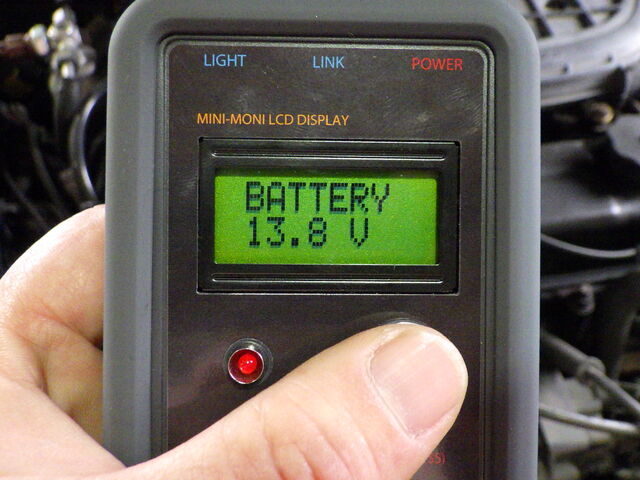 LIGHT LINK POWER
MINI-MONI LCD DISPLAY
BATTERY
13.8 V